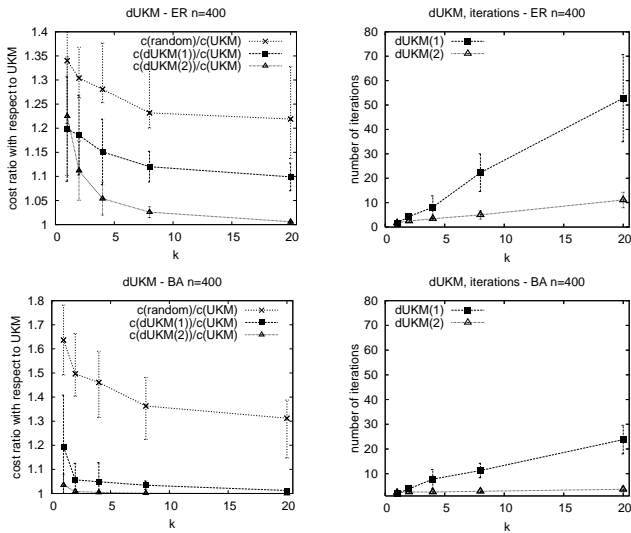 dUKM - ER n=400
cost ratio with respect to UKM
1.4
1.35
1.3
1.25
1.2
1.15
1.1
1.05
1
c(random)/c(UKM)
c(dUKM(1))/c(UKM)
c(dUKM(2))/c(UKM)
0 5 10 15 20
k
dUKM, iterations - ER n=400
number of iterations
80
70
60
50
40
30
20
10
0
dUKM(1)
dUKM(2)
0 5 10 15 20
k
dUKM - BA n=400
cost ratio with respect to UKM
1.8
1.7
1.6
1.5
1.4
1.3
1.2
1.1
1
c(random)/c(UKM)
c(dUKM(1))/c(UKM)
c(dUKM(2))/c(UKM)
0 5 10 15 20
k
dUKM, iterations - BA n=400
number of iterations
80
70
60
50
40
30
20
10
dUKM(1)
dUKM(2)
0 5 10 15 20
k